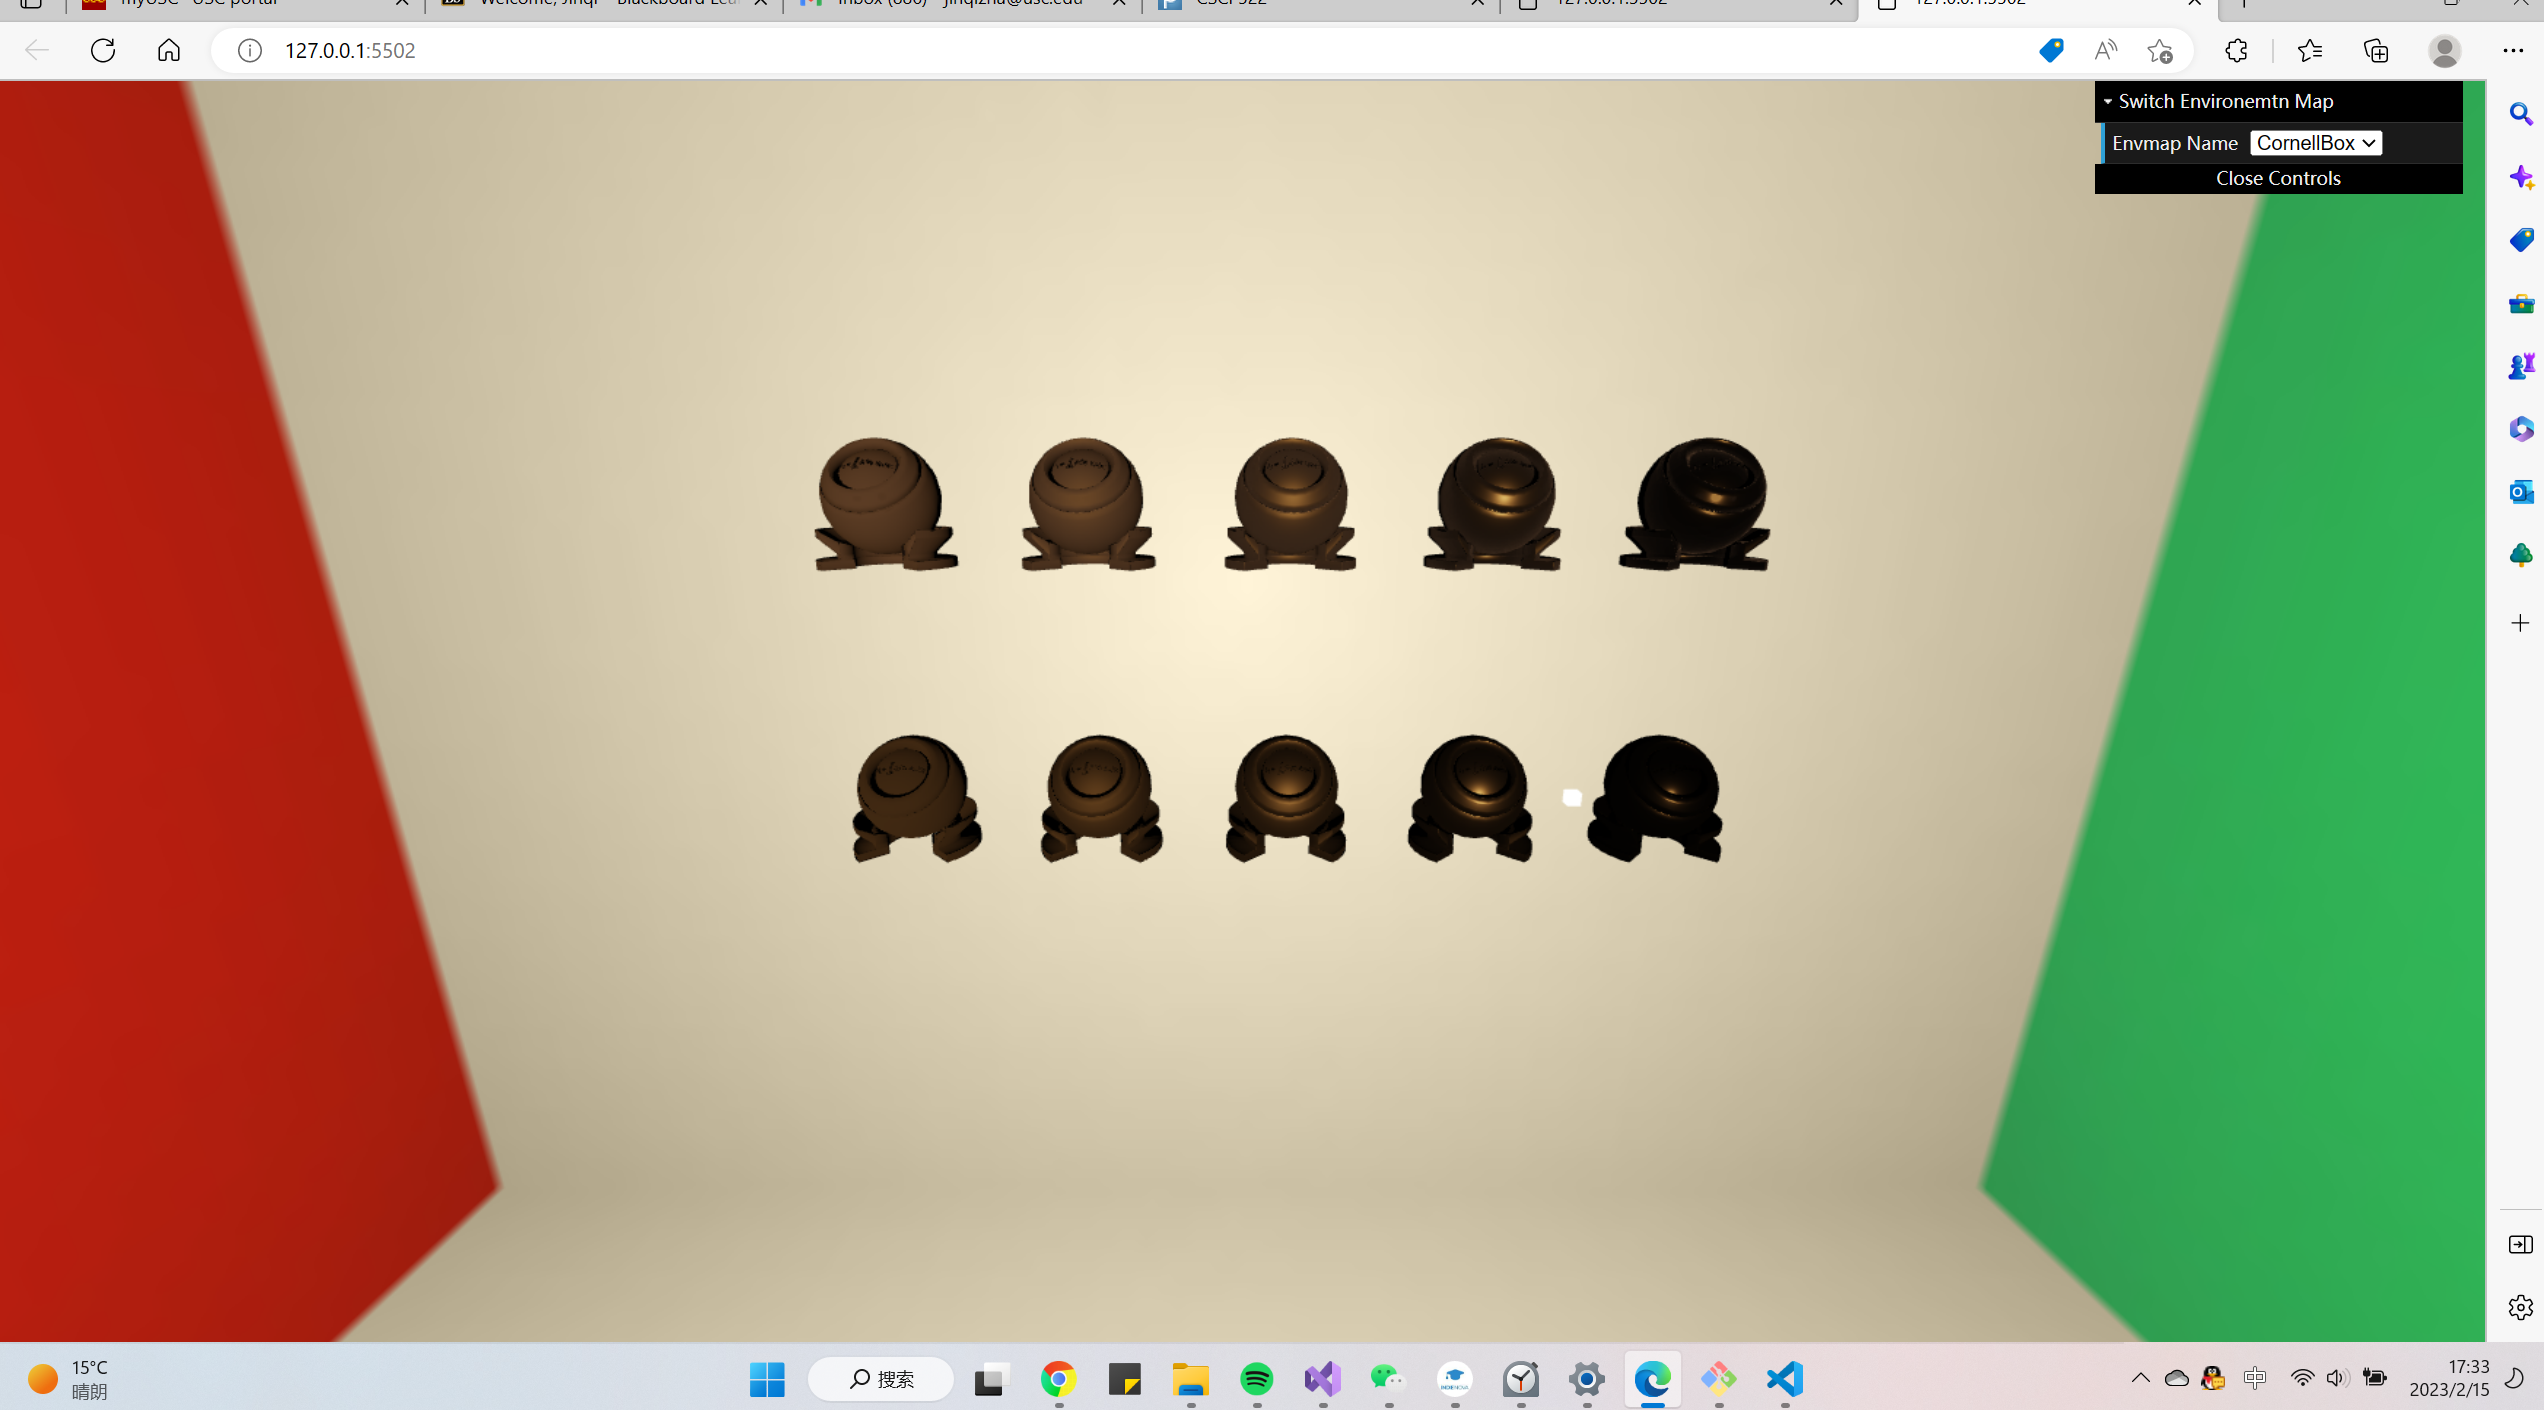 myUSC - USC portal
Welcome, Jinqi - Blackboard Lea
Inbox (886) - jinqizha@usc.edu
CSCI 522
127.0.0.1:5502
127.0.0.1:5502
127.0.0.1:5502
Switch Environemtn Map
Envmap Name CornellBox
Close Controls
15°C
晴朗
搜索
中
17:33
2023/2/15